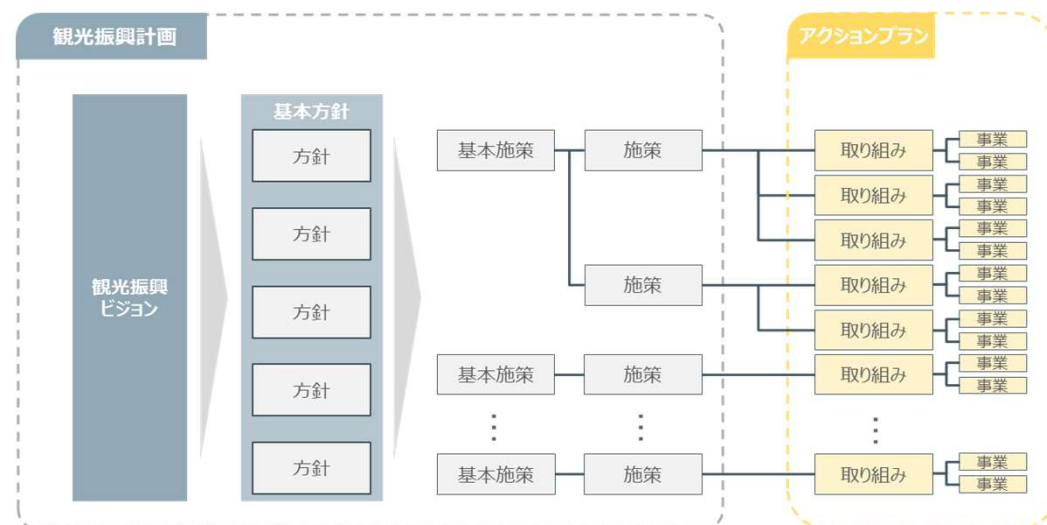 観光振興計画
アクションプラン
観光振興
ビジョン
基本方針
方針
方針
方針
方針
方針
基本施策
施策
施策
基本施策
施策
⋮
⋮
基本施策
施策
取り組み
事業
事業
取り組み
事業
事業
取り組み
事業
事業
取り組み
事業
事業
取り組み
事業
事業
取り組み
事業
事業
⋮
取り組み
事業
事業